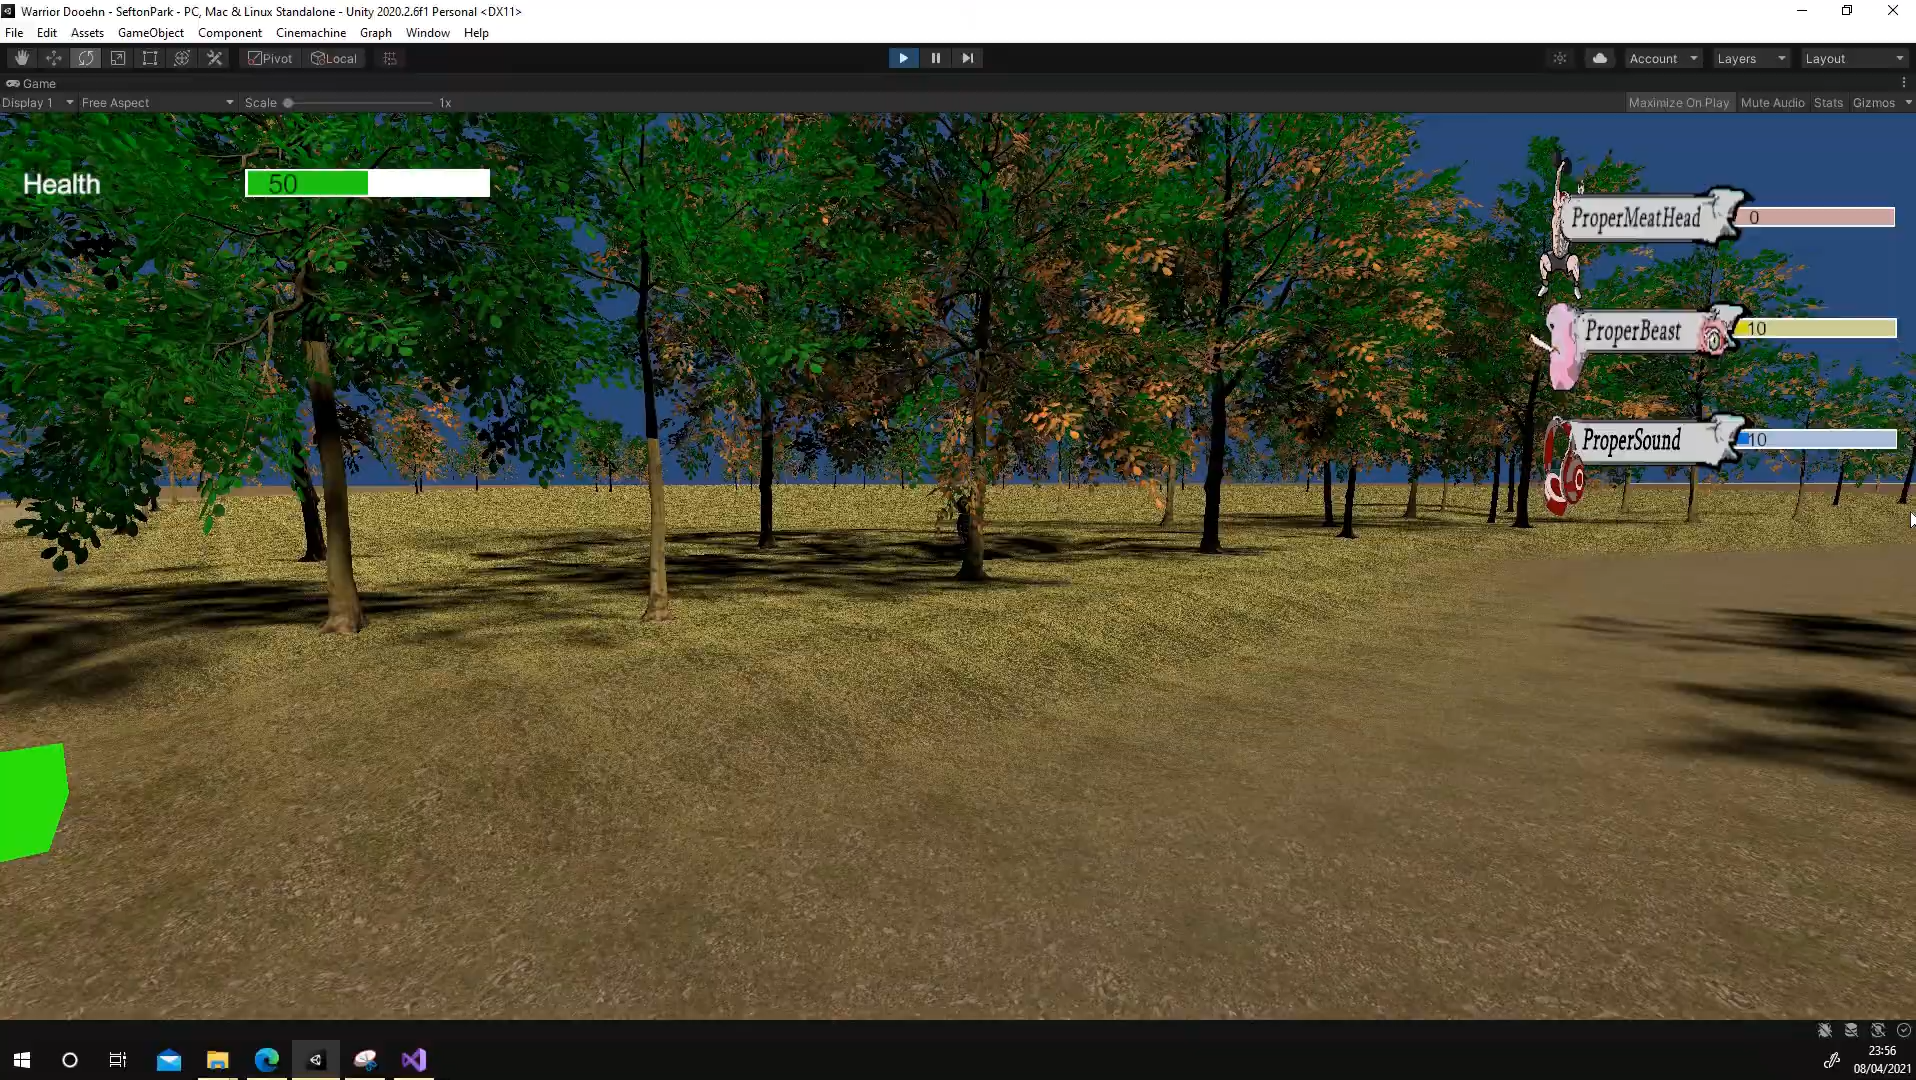 Warrior Dooehn - SeftonPark - PC, Mac & Linux Standalone - Unity 2020.2.6f1 Personal <DX11>
File Edit Assets GameObject Component Cinemachine Graph Window Help
Pivot Local Account Layers Layout
Game
Display 1 Free Aspect Scale 1x Maximize On Play Mute Audio Stats Gizmos
Health 50
ProperMeatHead 0
ProperBeast 10
ProperSound 10
23:56
08/04/2021